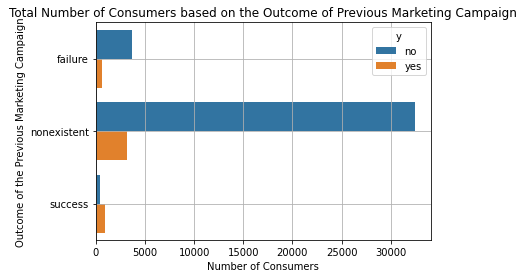 Total Number of Consumers based on the Outcome of Previous Marketing Campaign
Outcome of the Previous Marketing Campaign
failure
nonexistent
success
y
no
yes
0 5000 10000 15000 20000 25000 30000
Number of Consumers